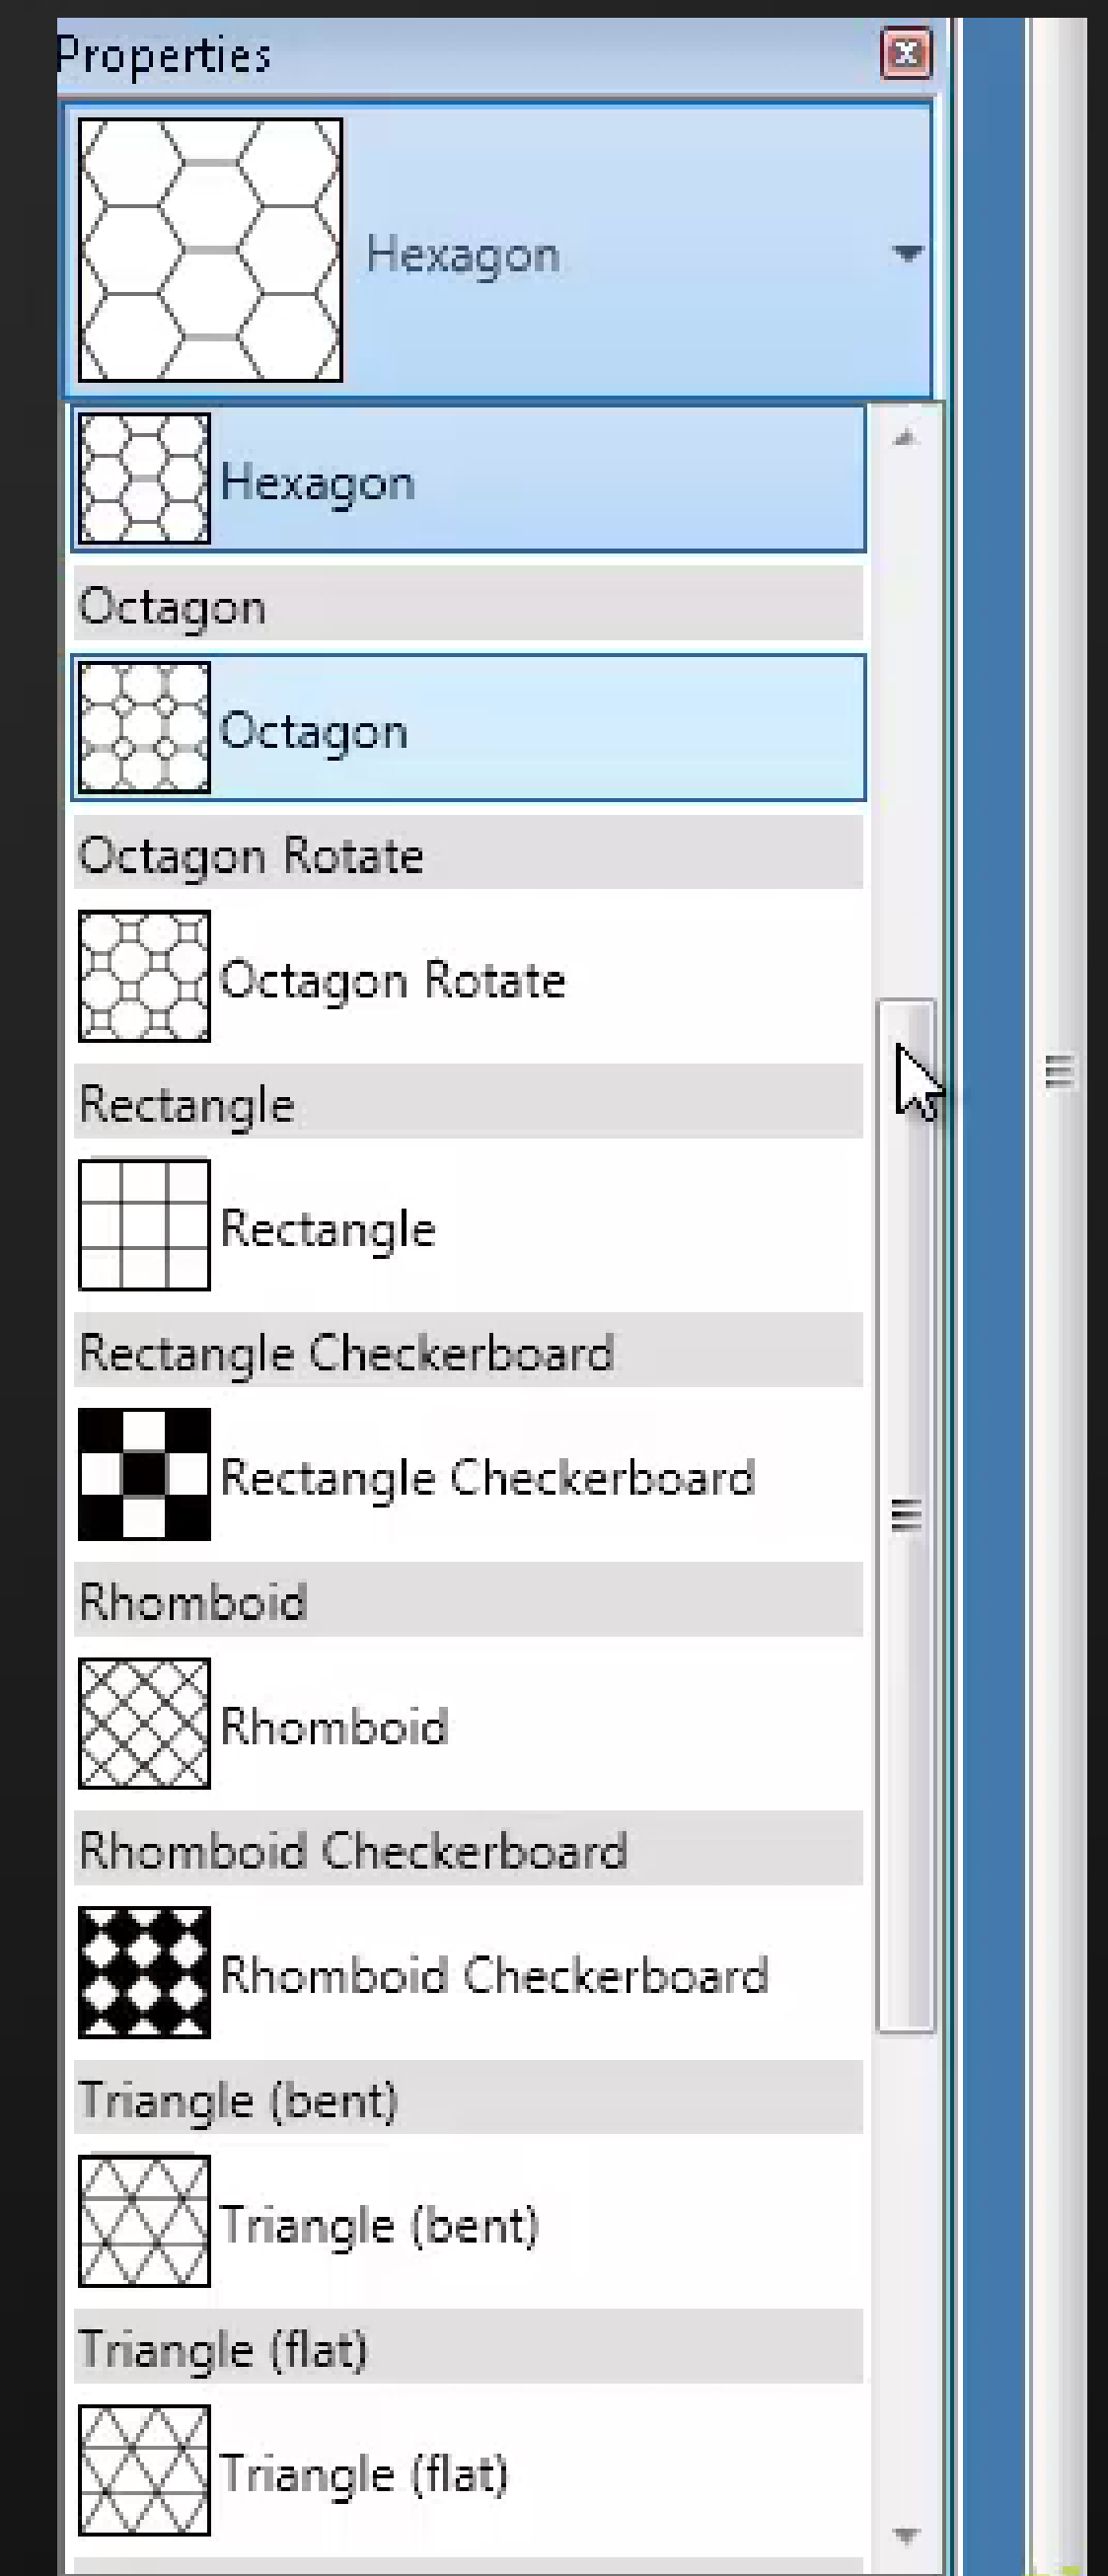 Properties
Hexagon
Hexagon
Octagon
Octagon
Octagon Rotate
Octagon Rotate
Rectangle
Rectangle
Rectangle Checkerboard
Rectangle Checkerboard
Rhomboid
Rhomboid
Rhomboid Checkerboard
Rhomboid Checkerboard
Triangle (bent)
Triangle (bent)
Triangle (flat)
Triangle (flat)